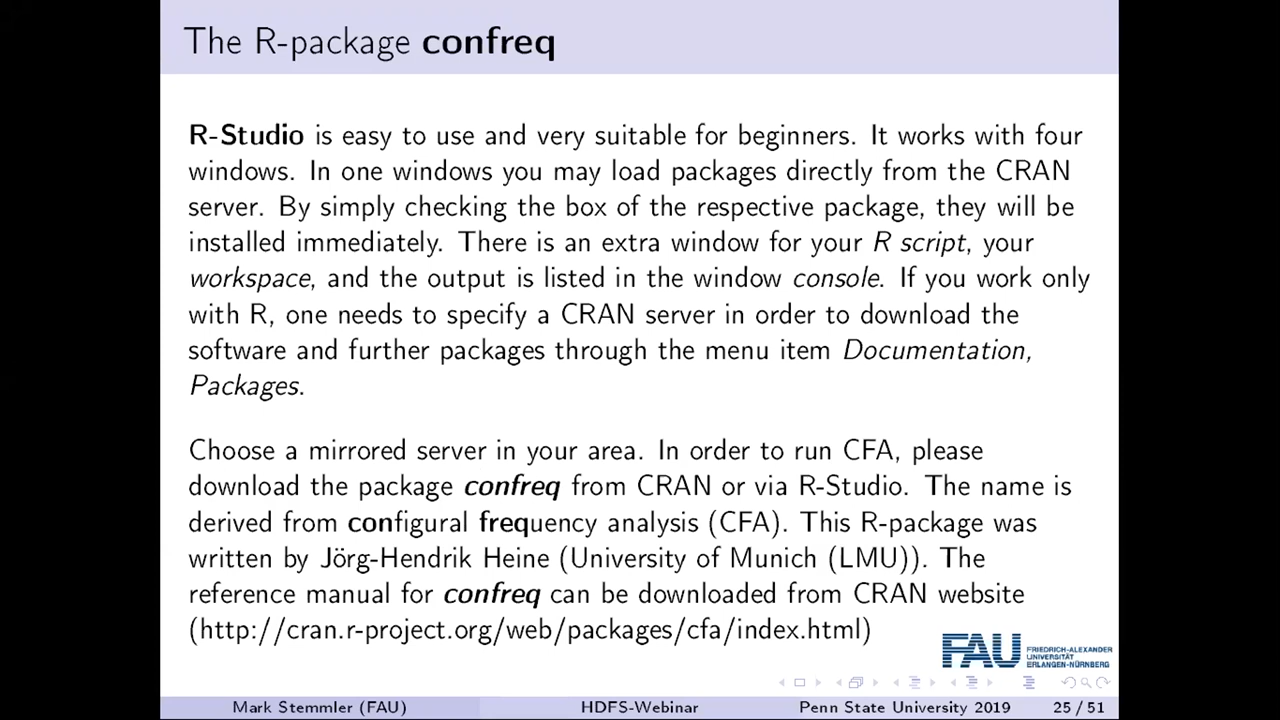 The R-package confreq
R-Studio is easy to use and very suitable for beginners. It works with four
windows. In one windows you may load packages directly from the CRAN
server. By simply checking the box of the respective package, they will be
installed immediately. There is an extra window for your R script, your
workspace, and the output is listed in the window console. If you work only
with R, one needs to specify a CRAN server in order to download the
software and further packages through the menu item Documentation,
Packages.
Choose a mirrored server in your area. In order to run CFA, please
download the package confreq from CRAN or via R-Studio. The name is
derived from configural frequency analysis (CFA). This R-package was
written by Jörg-Hendrik Heine (University of Munich (LMU)). The
reference manual for confreq can be downloaded from CRAN website
(http://cran.r-project.org/web/packages/cfa/index.html)
FAU FRIEDRICH-ALEXANDER
UNIVERSITÄT
ERLANGEN-NÜRNBERG
Mark Stemmler (FAU) HDFS-Webinar Penn State University 2019 25 / 51